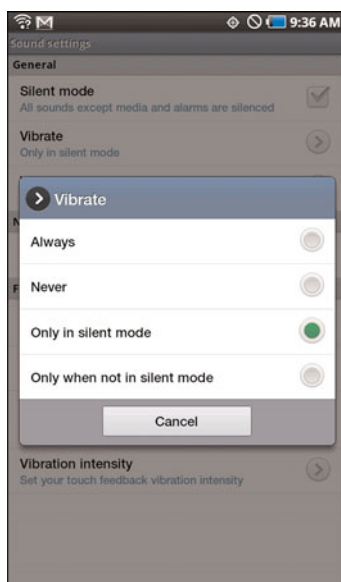 9:36 AM
Sound settings
General
Silent mode
All sounds except media and alarms are silenced
Vibrate
Only in silent mode
N
Vibrate
Always
F
Never
Only in silent mode
Only when not in silent mode
Cancel
Vibration intensity
Set your touch feedback vibration intensity